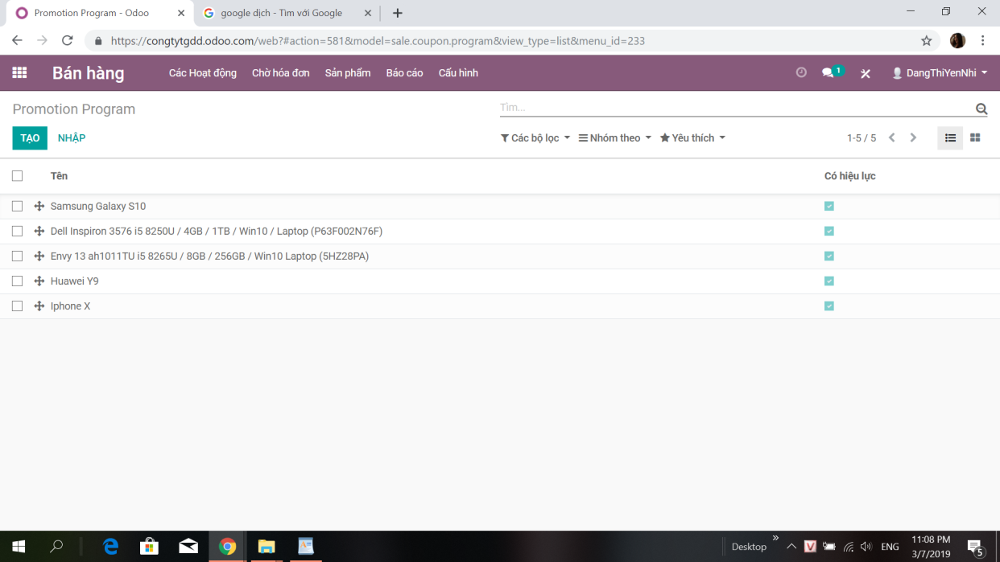 Promotion Program - Odoo
google dịch - Tìm với Google
https://congtytgdd.odoo.com/web?#action=581&model=sale.coupon.program&view_type=list&menu_id=233
Bán hàng Các Hoạt động Chờ hóa đơn Sản phẩm Báo cáo Cấu hình 1 DangThiYenNhi
Promotion Program Tìm...
TẠO NHẬP Các bộ lọc Nhóm theo Yêu thích 1-5 / 5
Tên Có hiệu lực
Samsung Galaxy S10
Dell Inspiron 3576 i5 8250U / 4GB / 1TB / Win10 / Laptop (P63F002N76F)
Envy 13 ah1011TU i5 8265U / 8GB / 256GB / Win10 Laptop (5HZ28PA)
Huawei Y9
Iphone X
Desktop » V ENG 11:08 PM
3/7/2019 5